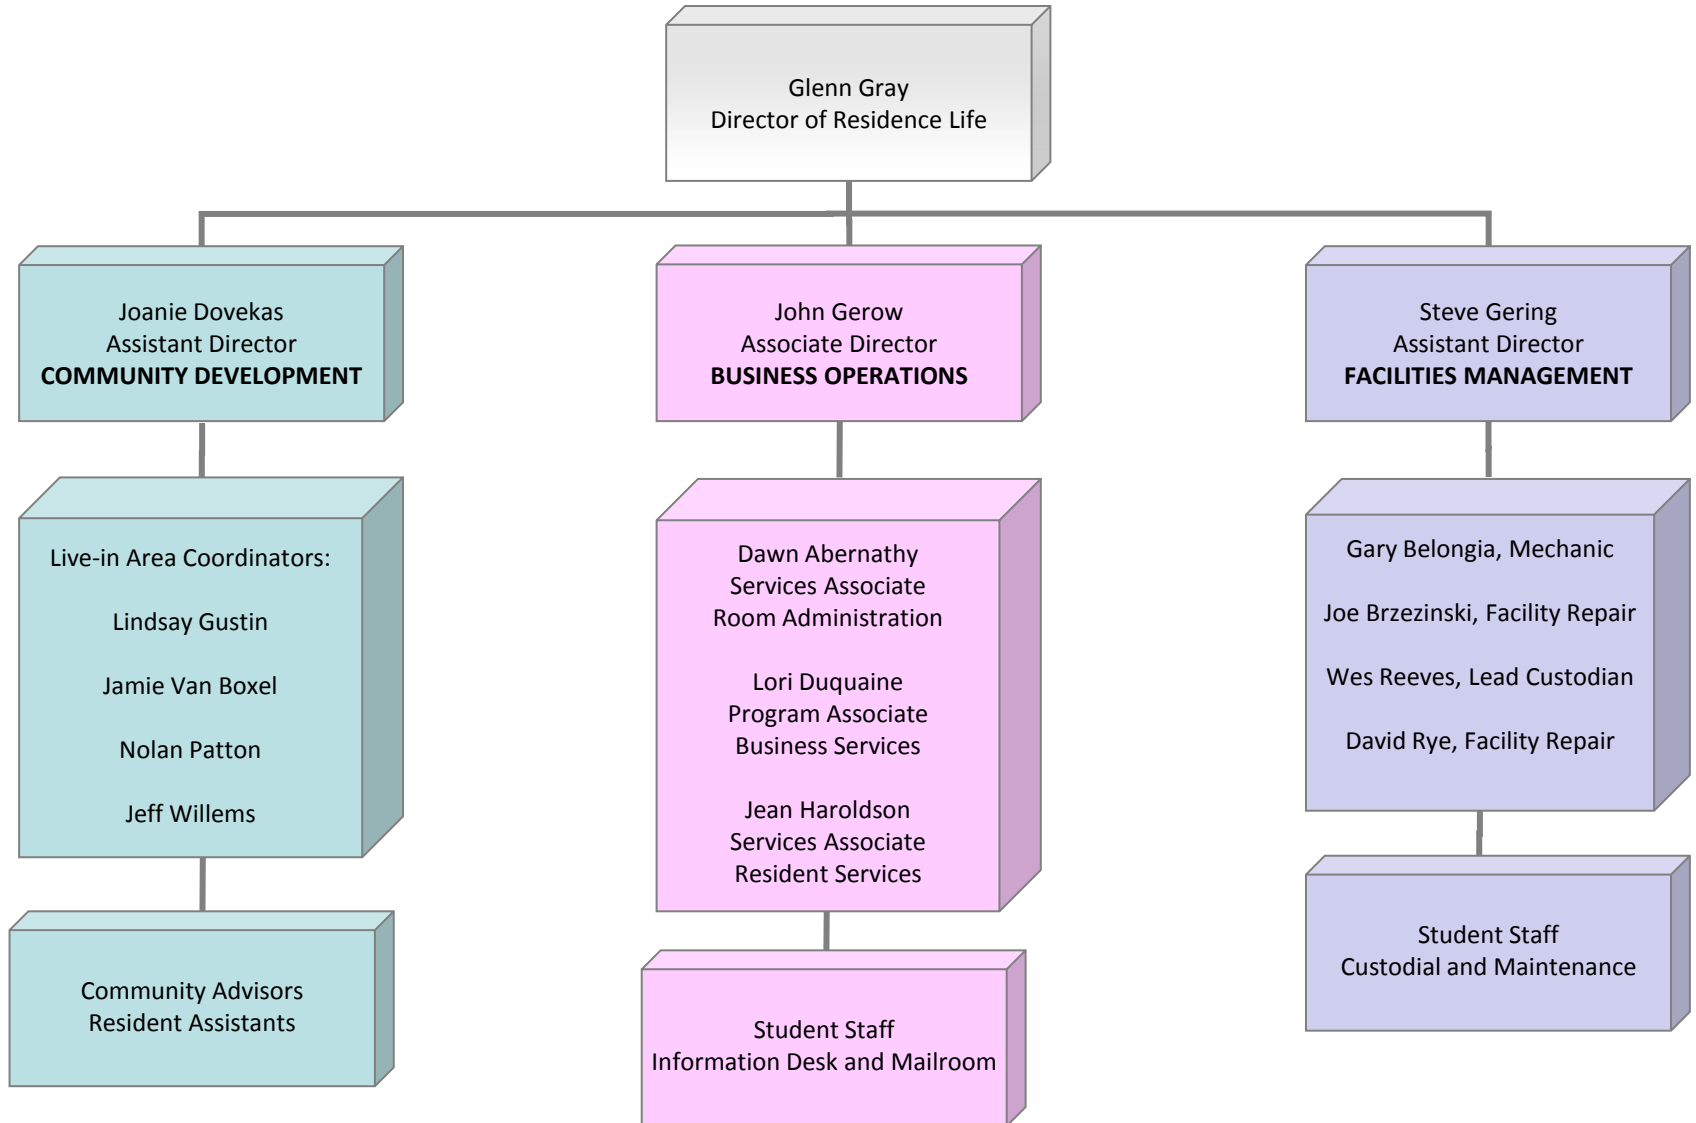 Glenn Gray
Director of Residence Life
Joanie Dovekas
Assistant Director
COMMUNITY DEVELOPMENT
John Gerow
Associate Director
BUSINESS OPERATIONS
Steve Gering
Assistant Director
FACILITIES MANAGEMENT
Live-in Area Coordinators:
Lindsay Gustin
Jamie Van Boxel
Nolan Patton
Jeff Willems
Dawn Abernathy
Services Associate
Room Administration
Lori Duquaine
Program Associate
Business Services
Jean Haroldson
Services Associate
Resident Services
Gary Belongia, Mechanic
Joe Brzezinski, Facility Repair
Wes Reeves, Lead Custodian
David Rye, Facility Repair
Community Advisors
Resident Assistants
Student Staff
Information Desk and Mailroom
Student Staff
Custodial and Maintenance